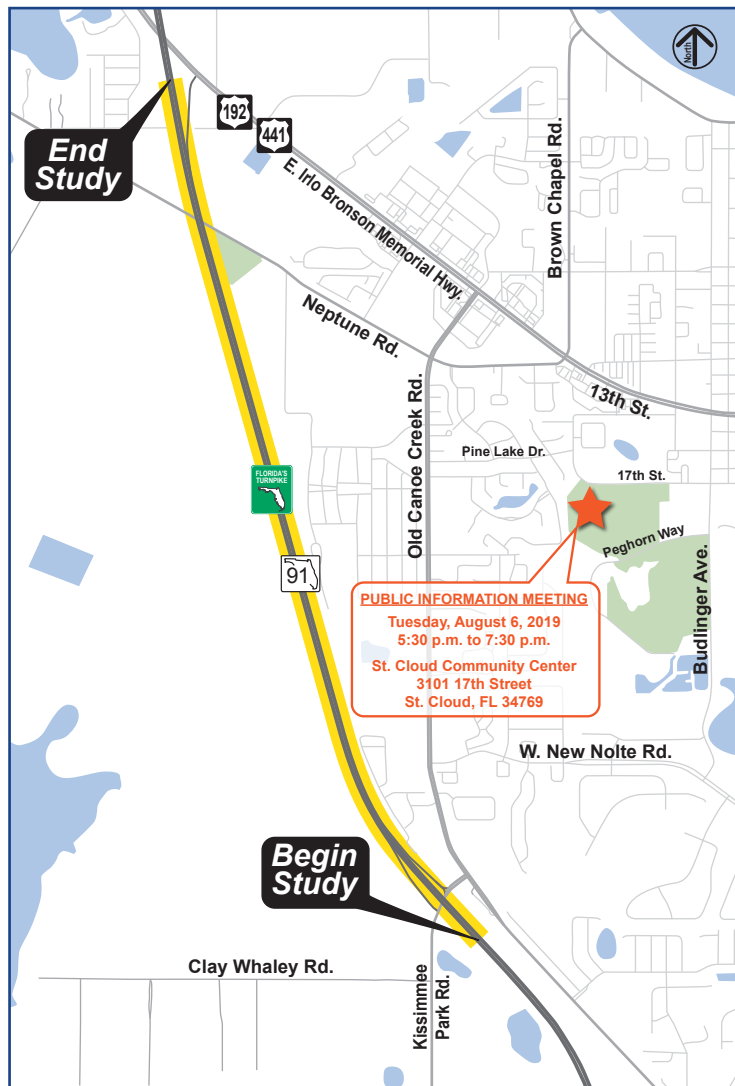 North
192
441
End
Study
E. Irlo Bronson Memorial Hwy.
Brown Chapel Rd.
Neptune Rd.
13th St.
Old Canoe Creek Rd.
Pine Lake Dr.
17th St.
FLORIDA'S
TURNPIKE
Peghorn Way
91
Budlinger Ave.
PUBLIC INFORMATION MEETING
Tuesday, August 6, 2019
5:30 p.m. to 7:30 p.m.
St. Cloud Community Center
3101 17th Street
St. Cloud, FL 34769
W. New Nolte Rd.
Begin
Study
Clay Whaley Rd.
Kissimmee
Park Rd.